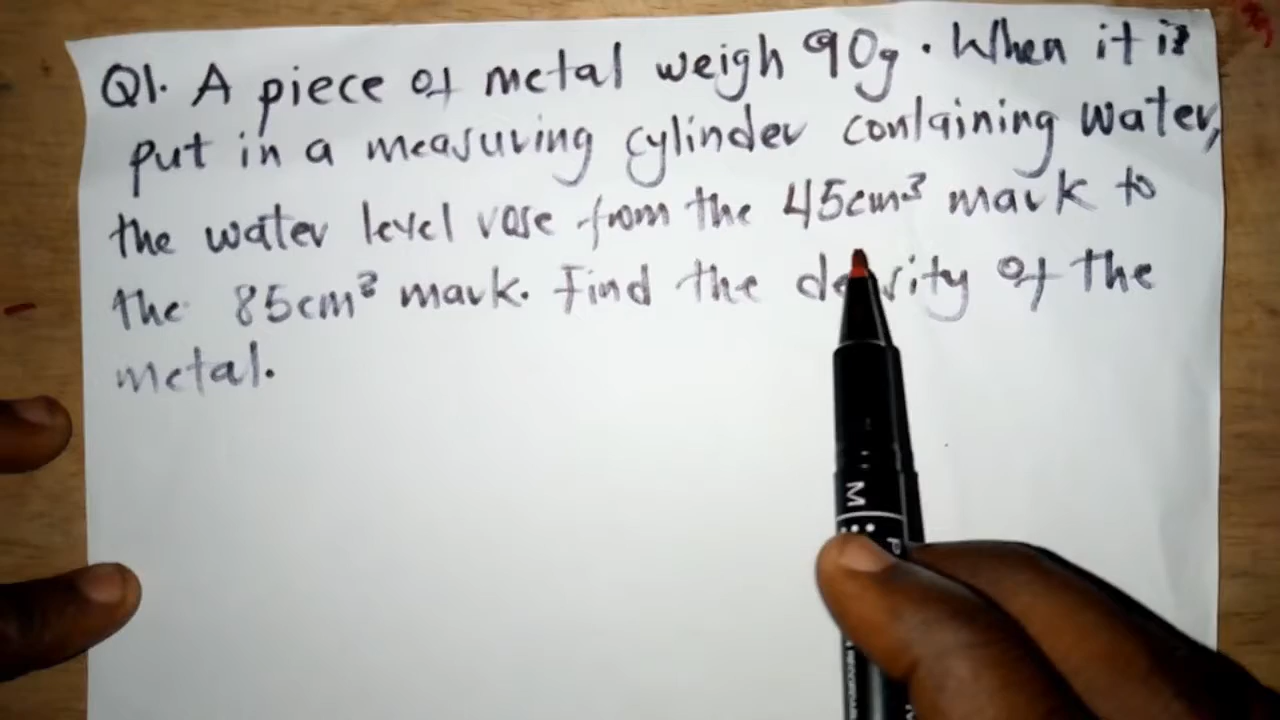 Q1. A piece of metal weigh 90g. When it is
put in a measuring cylinder containing water,
the water level rose from the 45cm³ mark to
the 85cm³ mark. Find the density of the
metal.
M
P